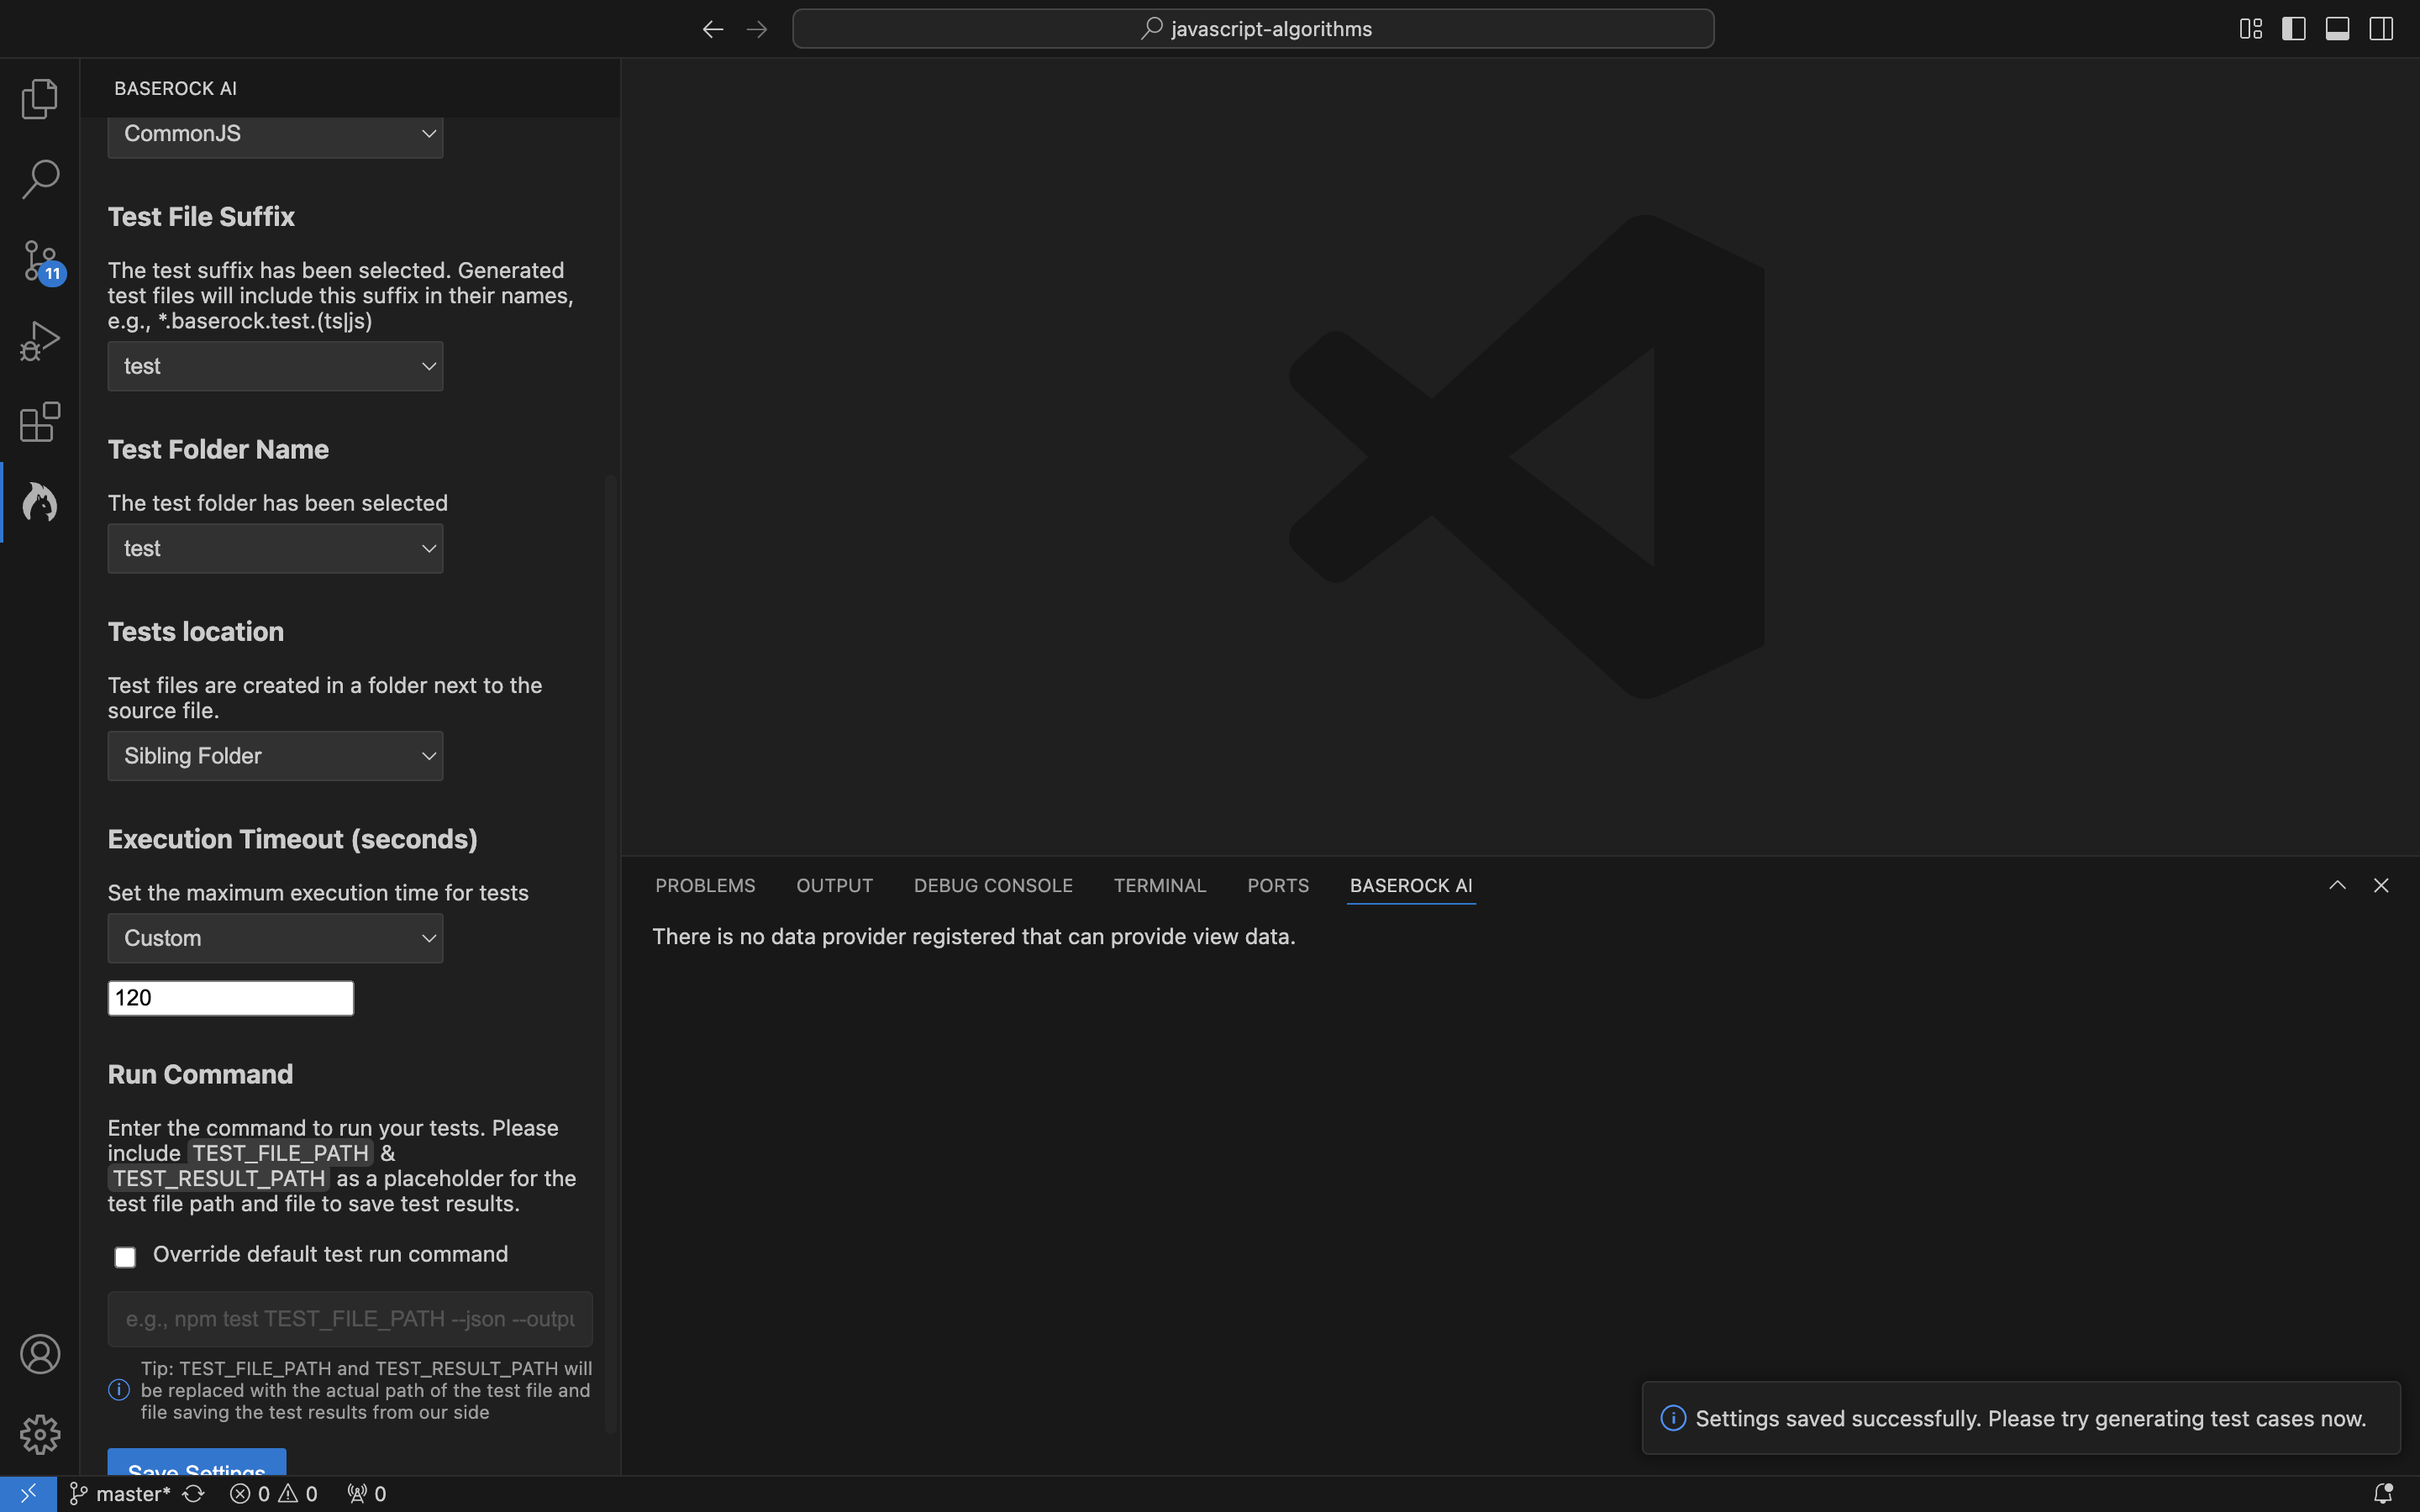 javascript-algorithms
BASEROCK AI
CommonJS
Test File Suffix
The test suffix has been selected. Generated
test files will include this suffix in their names,
e.g., *.baserock.test.(ts|js)
test
Test Folder Name
The test folder has been selected
test
Tests location
Test files are created in a folder next to the
source file.
Sibling Folder
Execution Timeout (seconds)
Set the maximum execution time for tests
Custom
120
Run Command
Enter the command to run your tests. Please
include TEST_FILE_PATH &
TEST_RESULT_PATH as a placeholder for the
test file path and file to save test results.
Override default test run command
e.g., npm test TEST_FILE_PATH --json --outpu
Tip: TEST_FILE_PATH and TEST_RESULT_PATH will
be replaced with the actual path of the test file and
file saving the test results from our side
Save Settings
11
PROBLEMS OUTPUT DEBUG CONSOLE TERMINAL PORTS BASEROCK AI
There is no data provider registered that can provide view data.
Settings saved successfully. Please try generating test cases now.
master* 0 0 0